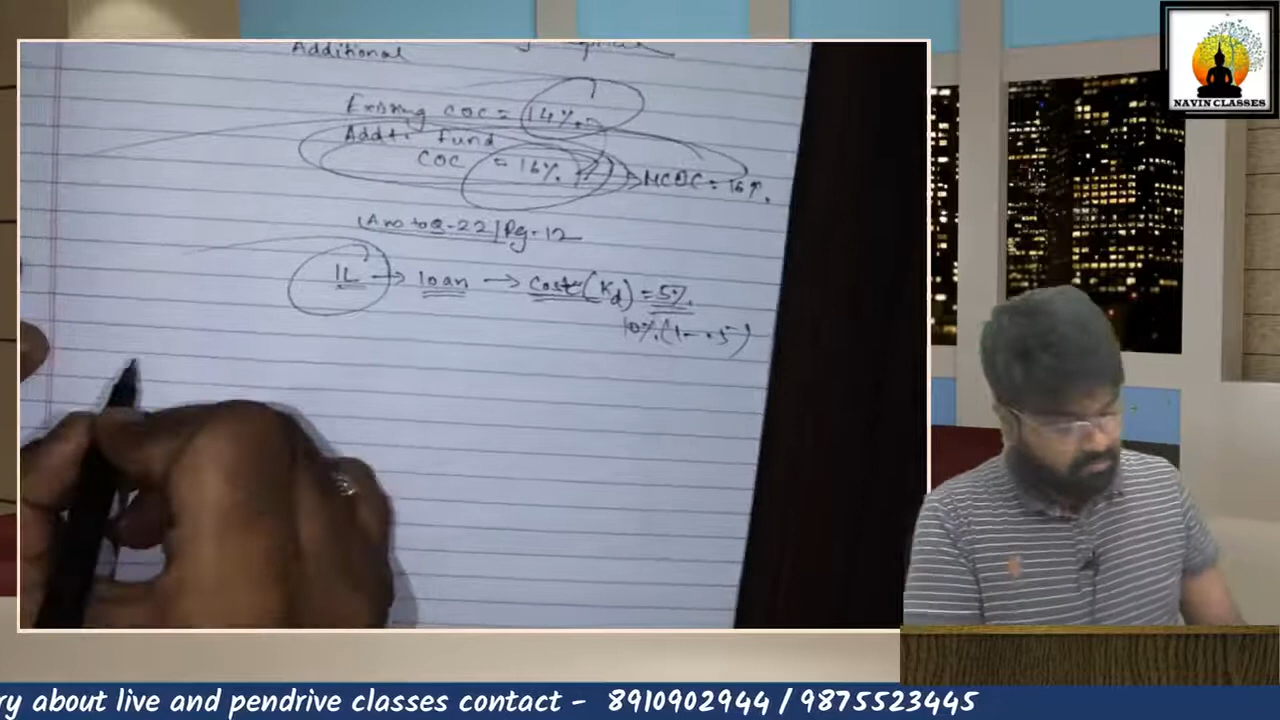 Additional
Existing COC = 14%.
Addtl. Fund
COC = 16%. → MCOC = 16%.
[Ans to Q-22] Pg-12
1L → loan → Cost (Kd) = 5%.
10%.(1-.5)
NAVIN CLASSES
ry about live and pendrive classes contact - 8910902944 / 9875523445